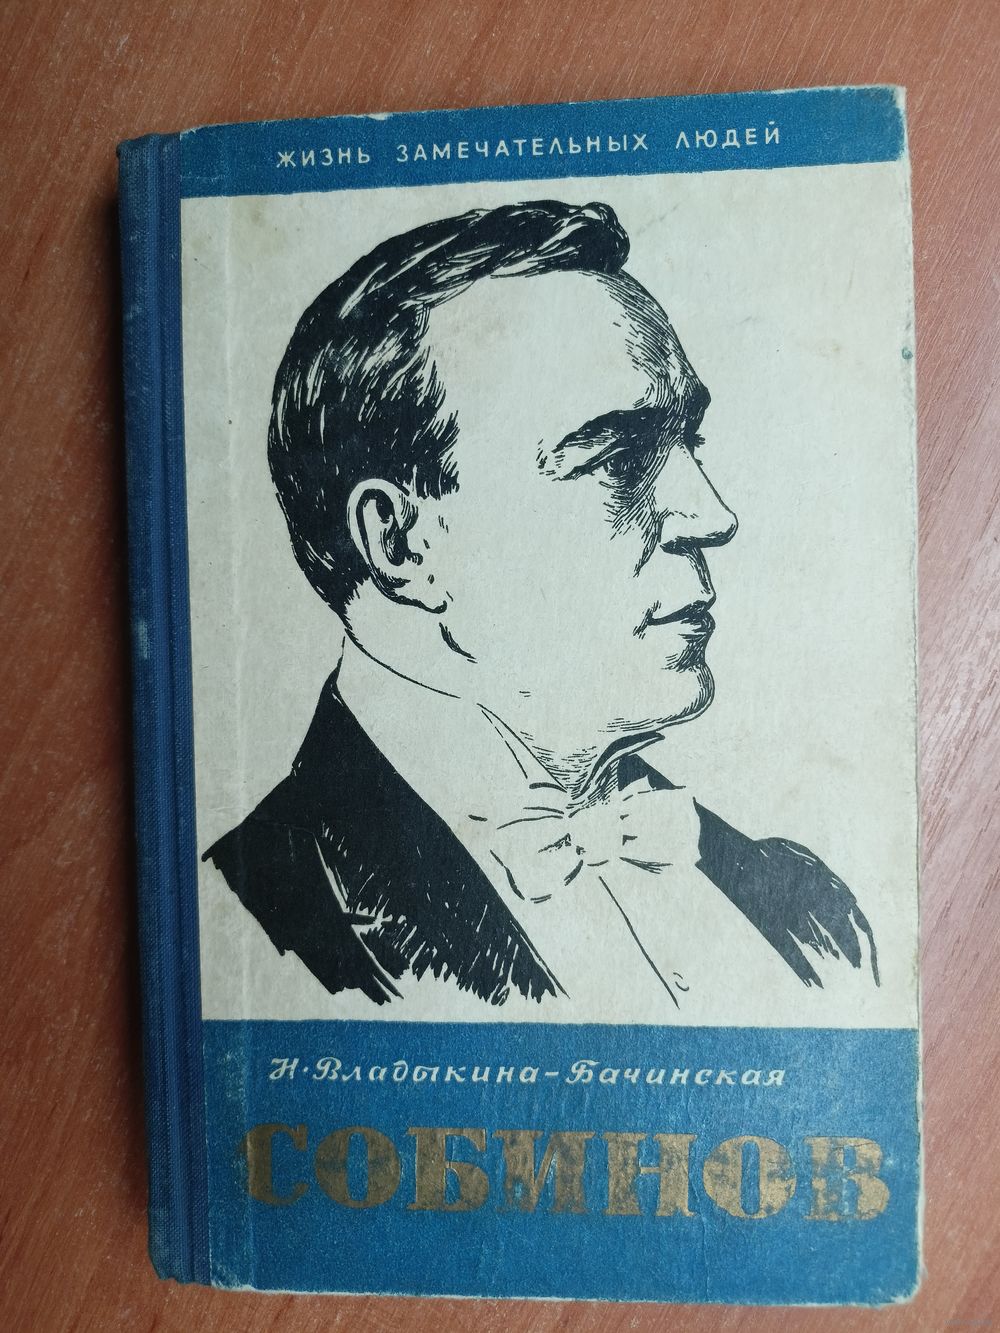 ЖИЗНЬ ЗАМЕЧАТЕЛЬНЫХ ЛЮДЕЙ
Н. Владыкина-Бачинская
СОБИНОВ